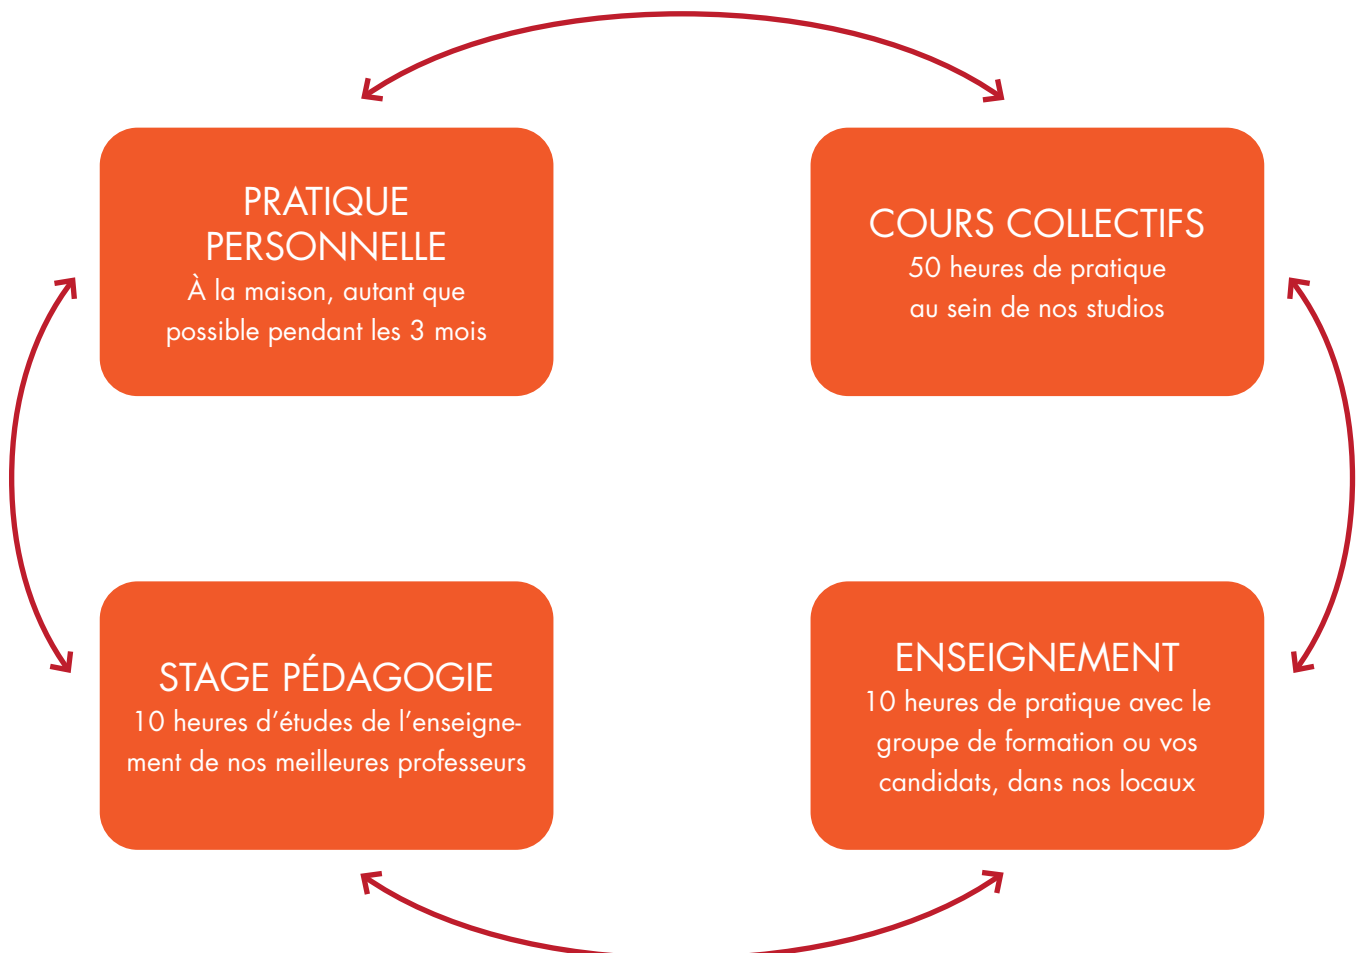 PRATIQUE
PERSONNELLE
À la maison, autant que
possible pendant les 3 mois
COURS COLLECTIFS
50 heures de pratique
au sein de nos studios
STAGE PÉDAGOGIE
10 heures d’études de l’enseigne-
ment de nos meilleures professeurs
ENSEIGNEMENT
10 heures de pratique avec le
groupe de formation ou vos
candidats, dans nos locaux